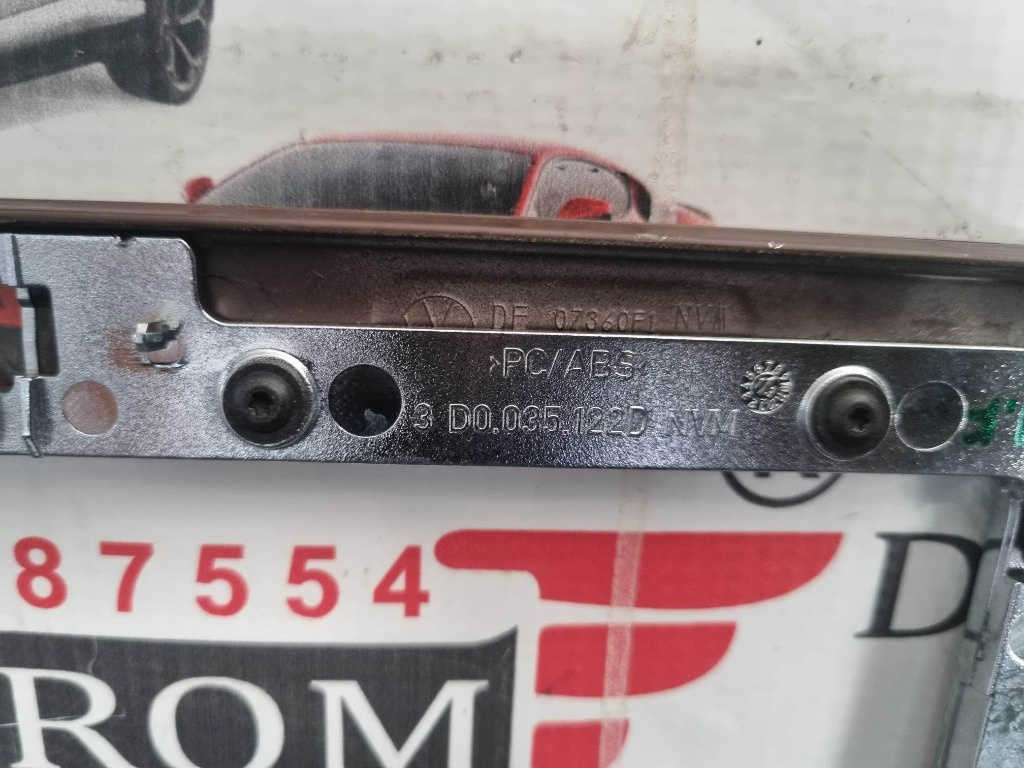 DF 07360F1 NVM
>PC/ABS<
3 D0.035.122D NVM
87554
ROM
D